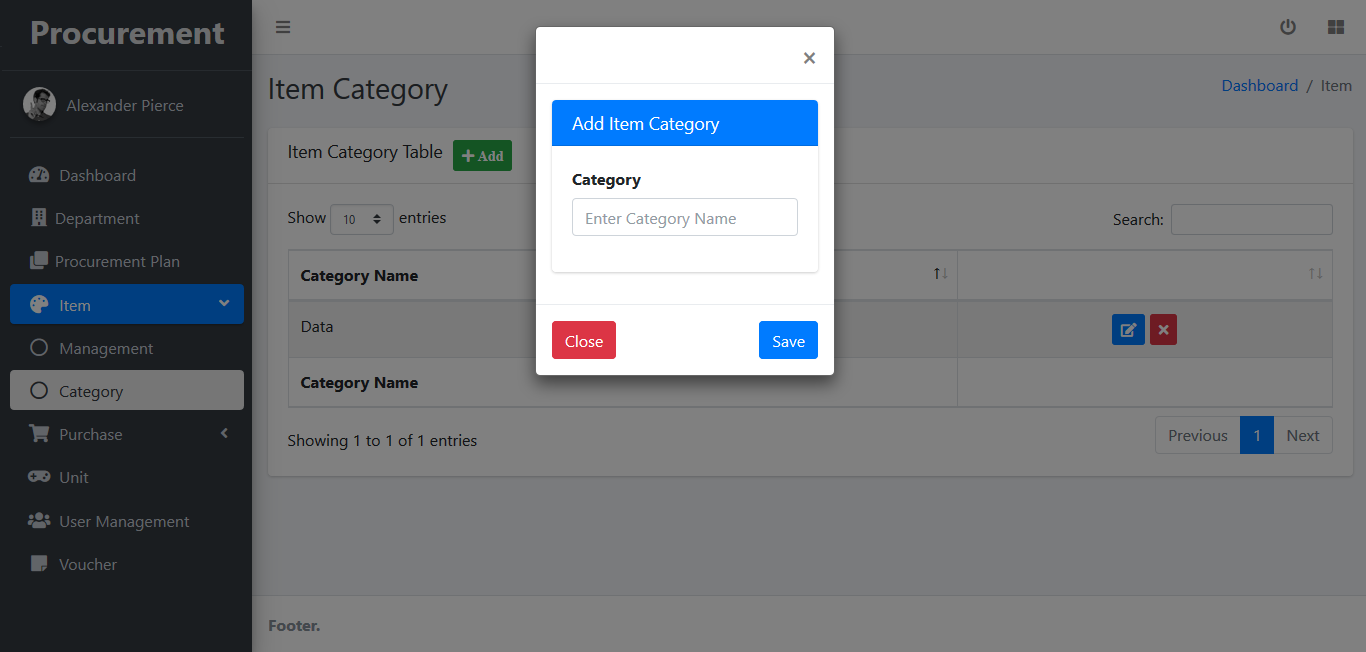 Procurement
Alexander Pierce
Dashboard
Department
Procurement Plan
Item
Management
Category
Purchase
Unit
User Management
Voucher
×
Add Item Category
Category
Enter Category Name
Close
Save
Item Category
Dashboard / Item
Item Category Table
Add
Show 10 entries
Search:
Category Name
Data
Category Name
Showing 1 to 1 of 1 entries
Previous 1 Next
Footer.